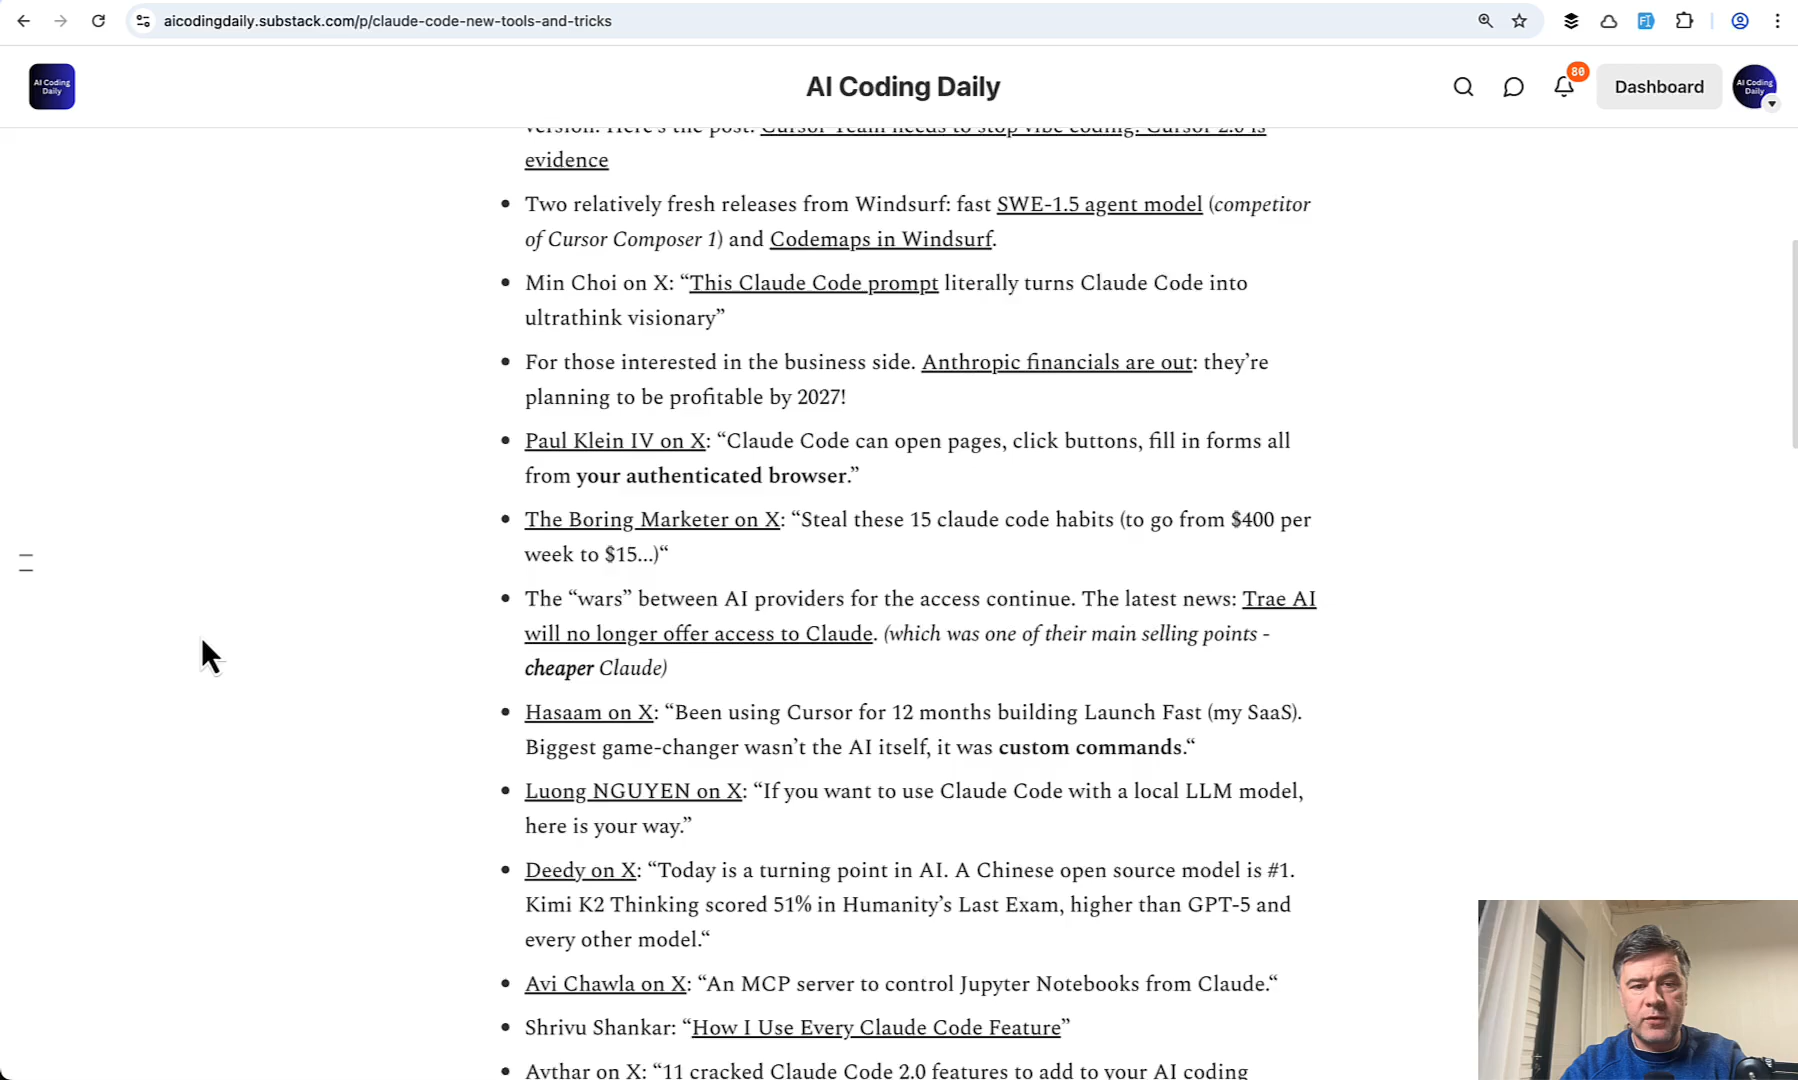 aicodingdaily.substack.com/p/claude-code-new-tools-and-tricks
AI Coding
Daily
AI Coding Daily
80
Dashboard
AI Coding
Daily
version. Here's the post: Cursor Team needs to stop vibe coding. Cursor 2.0 is
evidence
• Two relatively fresh releases from Windsurf: fast SWE-1.5 agent model (competitor
of Cursor Composer 1) and Codemaps in Windsurf.
• Min Choi on X: “This Claude Code prompt literally turns Claude Code into
ultrathink visionary”
• For those interested in the business side. Anthropic financials are out: they’re
planning to be profitable by 2027!
• Paul Klein IV on X: “Claude Code can open pages, click buttons, fill in forms all
from your authenticated browser.”
• The Boring Marketer on X: “Steal these 15 claude code habits (to go from $400 per
week to $15...)“
• The “wars” between AI providers for the access continue. The latest news: Trae AI
will no longer offer access to Claude. (which was one of their main selling points -
cheaper Claude)
• Hasaam on X: “Been using Cursor for 12 months building Launch Fast (my SaaS).
Biggest game-changer wasn’t the AI itself, it was custom commands.“
• Luong NGUYEN on X: “If you want to use Claude Code with a local LLM model,
here is your way.”
• Deedy on X: “Today is a turning point in AI. A Chinese open source model is #1.
Kimi K2 Thinking scored 51% in Humanity’s Last Exam, higher than GPT-5 and
every other model.“
• Avi Chawla on X: “An MCP server to control Jupyter Notebooks from Claude.“
• Shrivu Shankar: “How I Use Every Claude Code Feature”
• Avthar on X: “11 cracked Claude Code 2.0 features to add to your AI coding